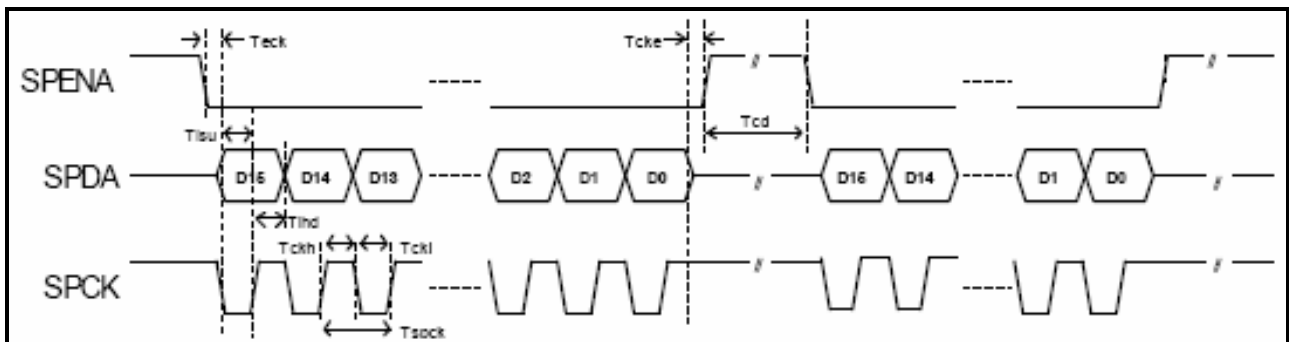 Teck Tcke
SPENA
Tisu Tcd
SPDA D15 D14 D13 D2 D1 D0 D15 D14 D1 D0
Tihd
Tckh Tckl
SPCK
Tsock